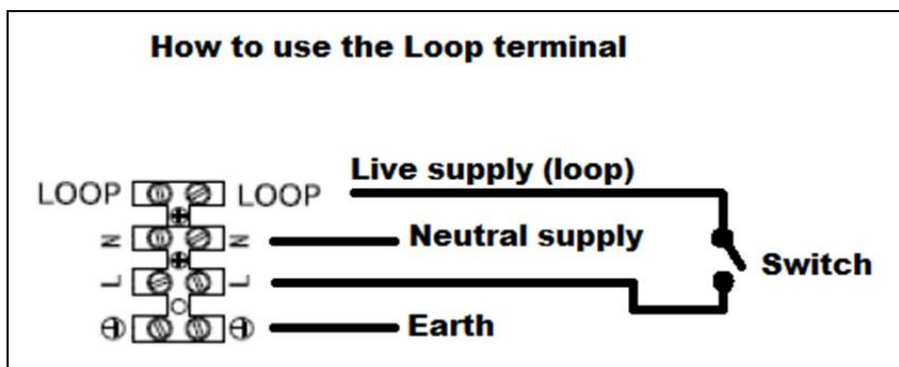 How to use the Loop terminal
Live supply (loop)
LOOP LOOP
N N Neutral supply
L L Switch
Earth